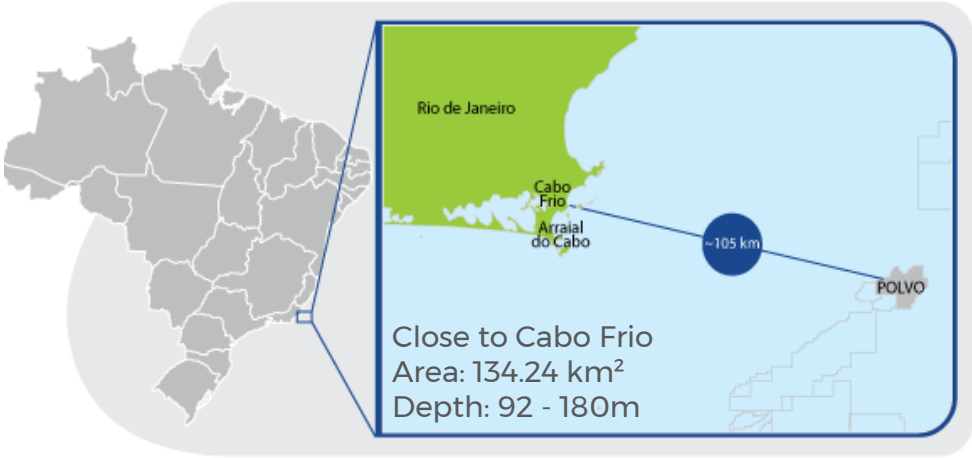 Rio de Janeiro
Cabo
Frio
Arraial
do Cabo
~105 km
POLVO
Close to Cabo Frio
Area: 134.24 km²
Depth: 92 - 180m